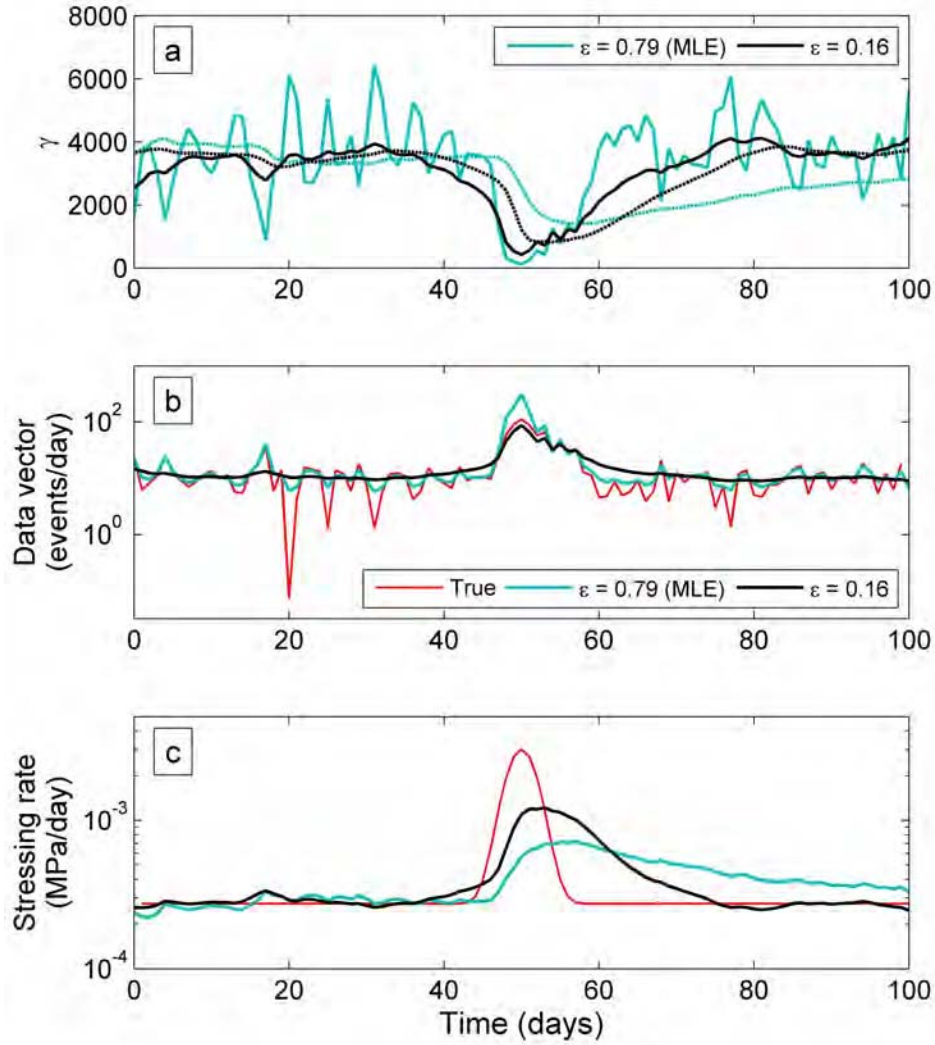 8000
6000
4000
2000
0
γ
a
ε = 0.79 (MLE) ε = 0.16
0 20 40 60 80 100
Data vector
(events/day)
10²
10⁰
b
True ε = 0.79 (MLE) ε = 0.16
0 20 40 60 80 100
Stressing rate
(MPa/day)
10⁻³
10⁻⁴
c
0 20 40 60 80 100
Time (days)